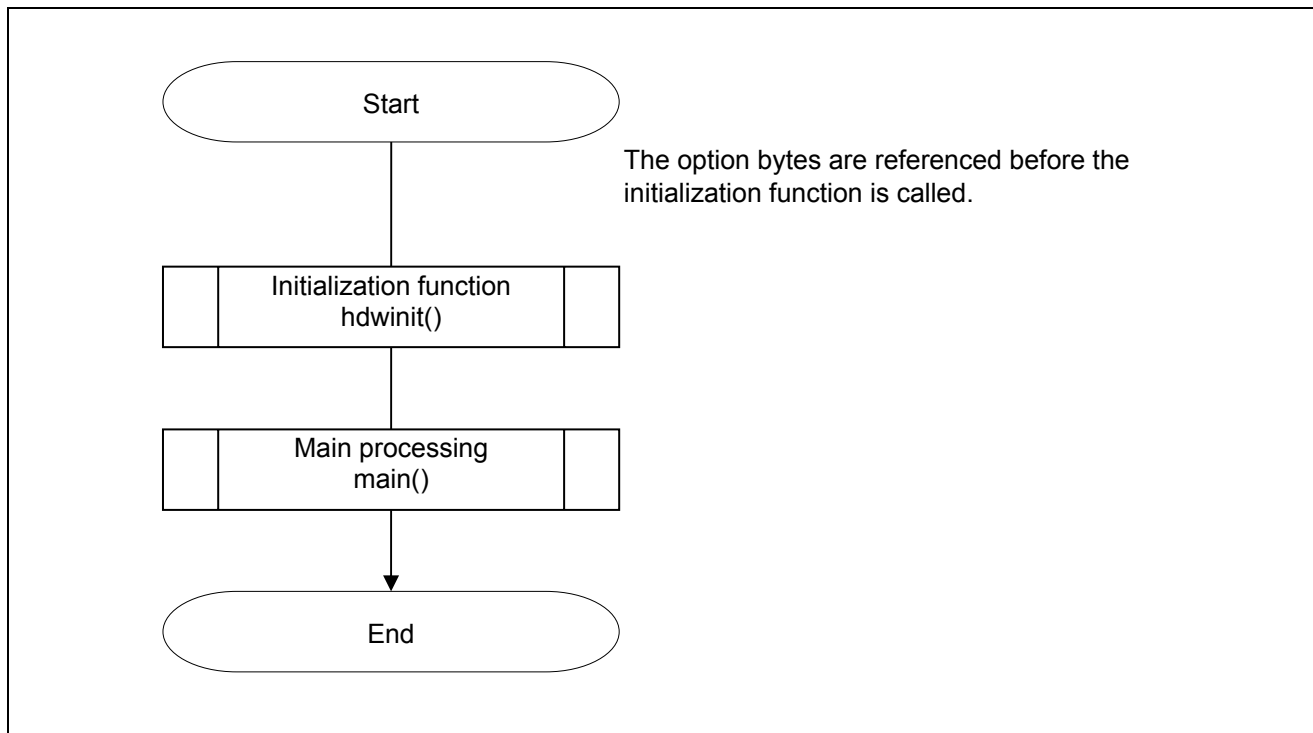 Start
The option bytes are referenced before the
initialization function is called.
Initialization function
hdwinit()
Main processing
main()
End